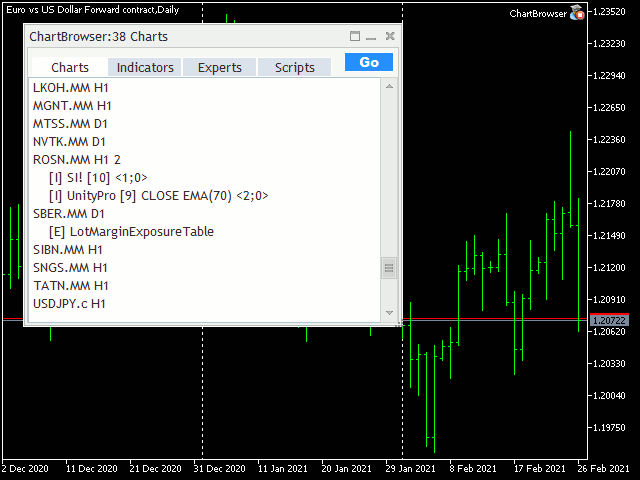 Euro vs US Dollar Forward contract,Daily
ChartBrowser
ChartBrowser:38 Charts
Charts Indicators Experts Scripts Go
LKOH.MM H1
MGNT.MM H1
MTSS.MM D1
NVTK.MM D1
ROSN.MM H1 2
[I] SI! [10] <1;0>
[I] UnityPro [9] CLOSE EMA(70) <2;0>
SBER.MM D1
[E] LotMarginExposureTable
SIBN.MM H1
SNGS.MM H1
TATN.MM H1
USDJPY.c H1
1.23520
1.23230
1.22940
1.22650
1.22360
1.22070
1.21780
1.21490
1.21200
1.20910
1.20722
1.20620
1.20330
1.20040
1.19750
2 Dec 2020 11 Dec 2020 21 Dec 2020 31 Dec 2020 11 Jan 2021 20 Jan 2021 29 Jan 2021 8 Feb 2021 17 Feb 2021 26 Feb 2021